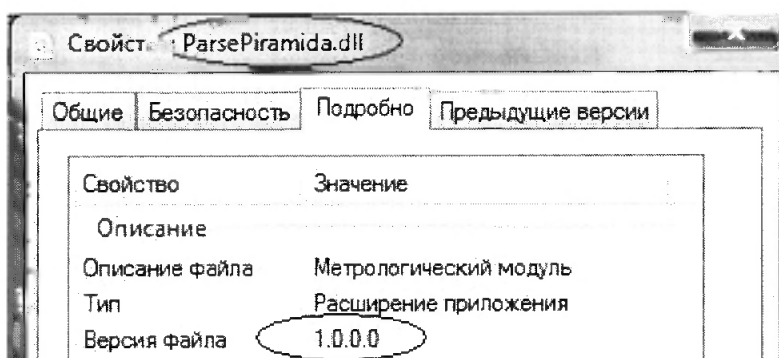 Свойст ParsePiramida.dll
Общие Безопасность Подробно Предыдущие версии
Свойство Значение
Описание
Описание файла Метрологический модуль
Тип Расширение приложения
Версия файла 1.0.0.0